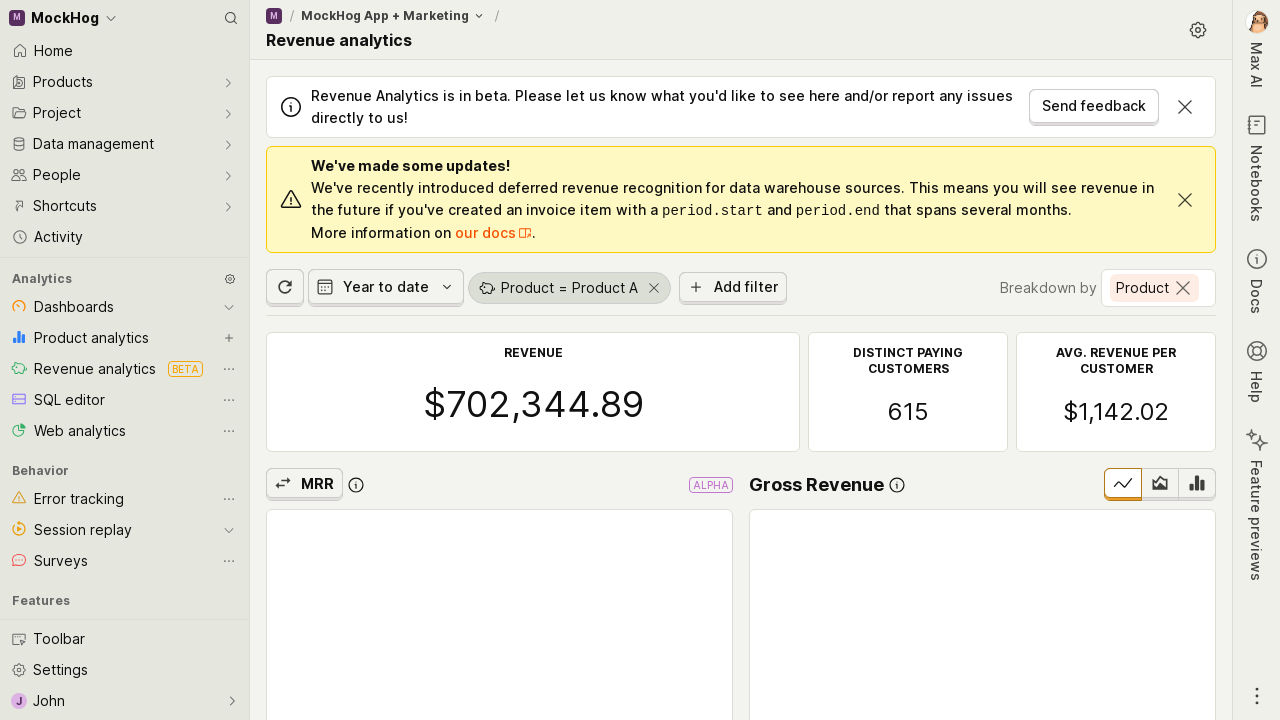 M MockHog
Home
Products
Project
Data management
People
Shortcuts
Activity
Analytics
Dashboards
Product analytics
Revenue analytics BETA
SQL editor
Web analytics
Behavior
Error tracking
Session replay
Surveys
Features
Toolbar
Settings
J John
M / MockHog App + Marketing /
Revenue analytics
Revenue Analytics is in beta. Please let us know what you'd like to see here and/or report any issues
directly to us!
Send feedback
We've made some updates!
We've recently introduced deferred revenue recognition for data warehouse sources. This means you will see revenue in
the future if you've created an invoice item with a period.start and period.end that spans several months.
More information on our docs.
Year to date
Product = Product A
Add filter
Breakdown by Product
REVENUE
$702,344.89
DISTINCT PAYING
CUSTOMERS
615
AVG. REVENUE PER
CUSTOMER
$1,142.02
MRR
ALPHA
Gross Revenue
Max AI
Notebooks
Docs
Help
Feature previews